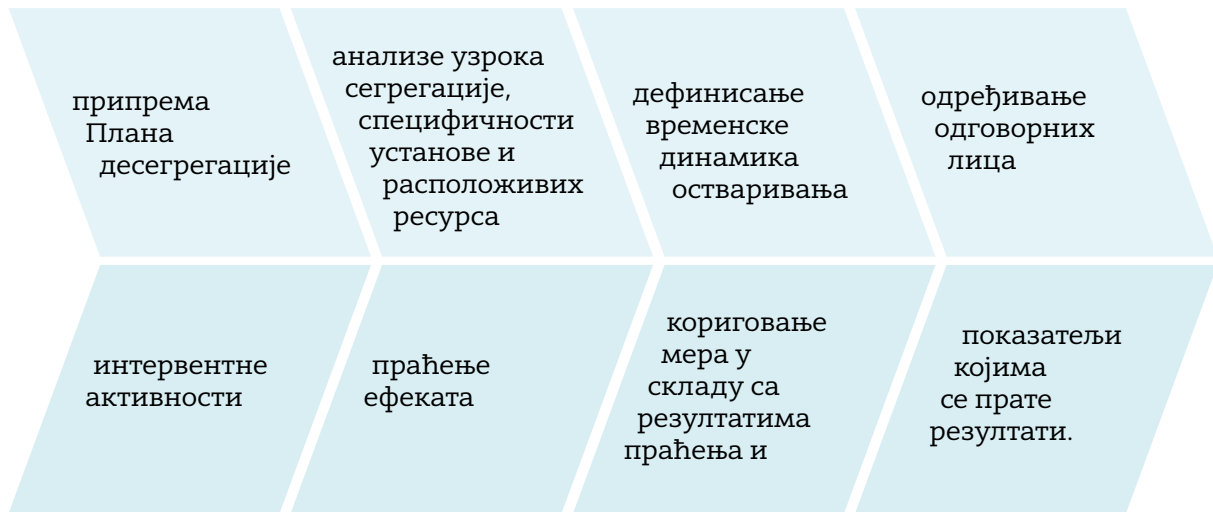 припрема
Плана
десегрегације
анализе узрока
сегрегације,
специфичности
установе и
расположивих
ресурса
дефинисање
временске
динамика
остваривања
одређивање
одговорних
лица
интервентне
активности
праћење
ефеката
кориговање
мера у
складу са
резултатима
праћења и
показатељи
којима
се прате
резултати.